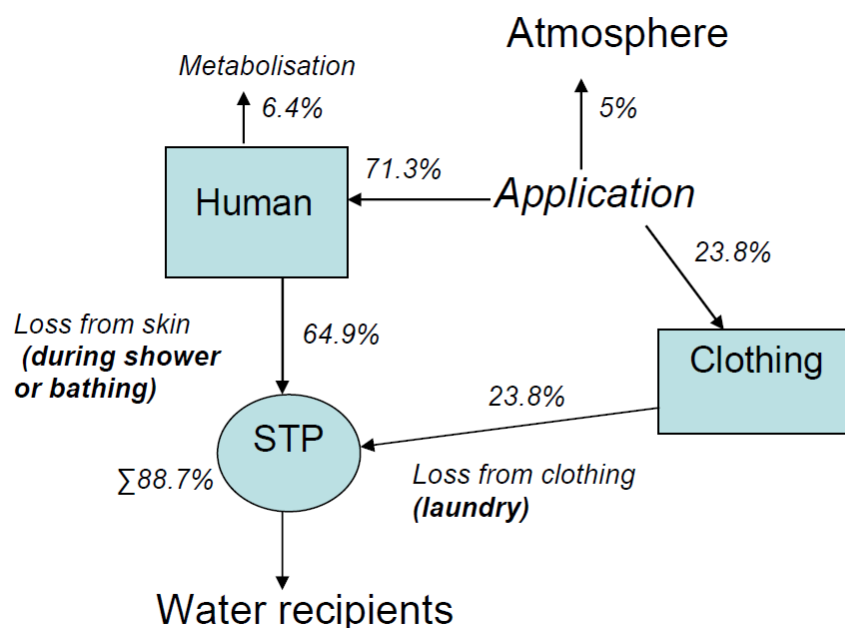 Atmosphere
Metabolisation
6.4%
5%
71.3%
Human
Application
23.8%
Loss from skin
(during shower
or bathing)
64.9%
Clothing
23.8%
STP
Loss from clothing
(laundry)
∑88.7%
Water recipients